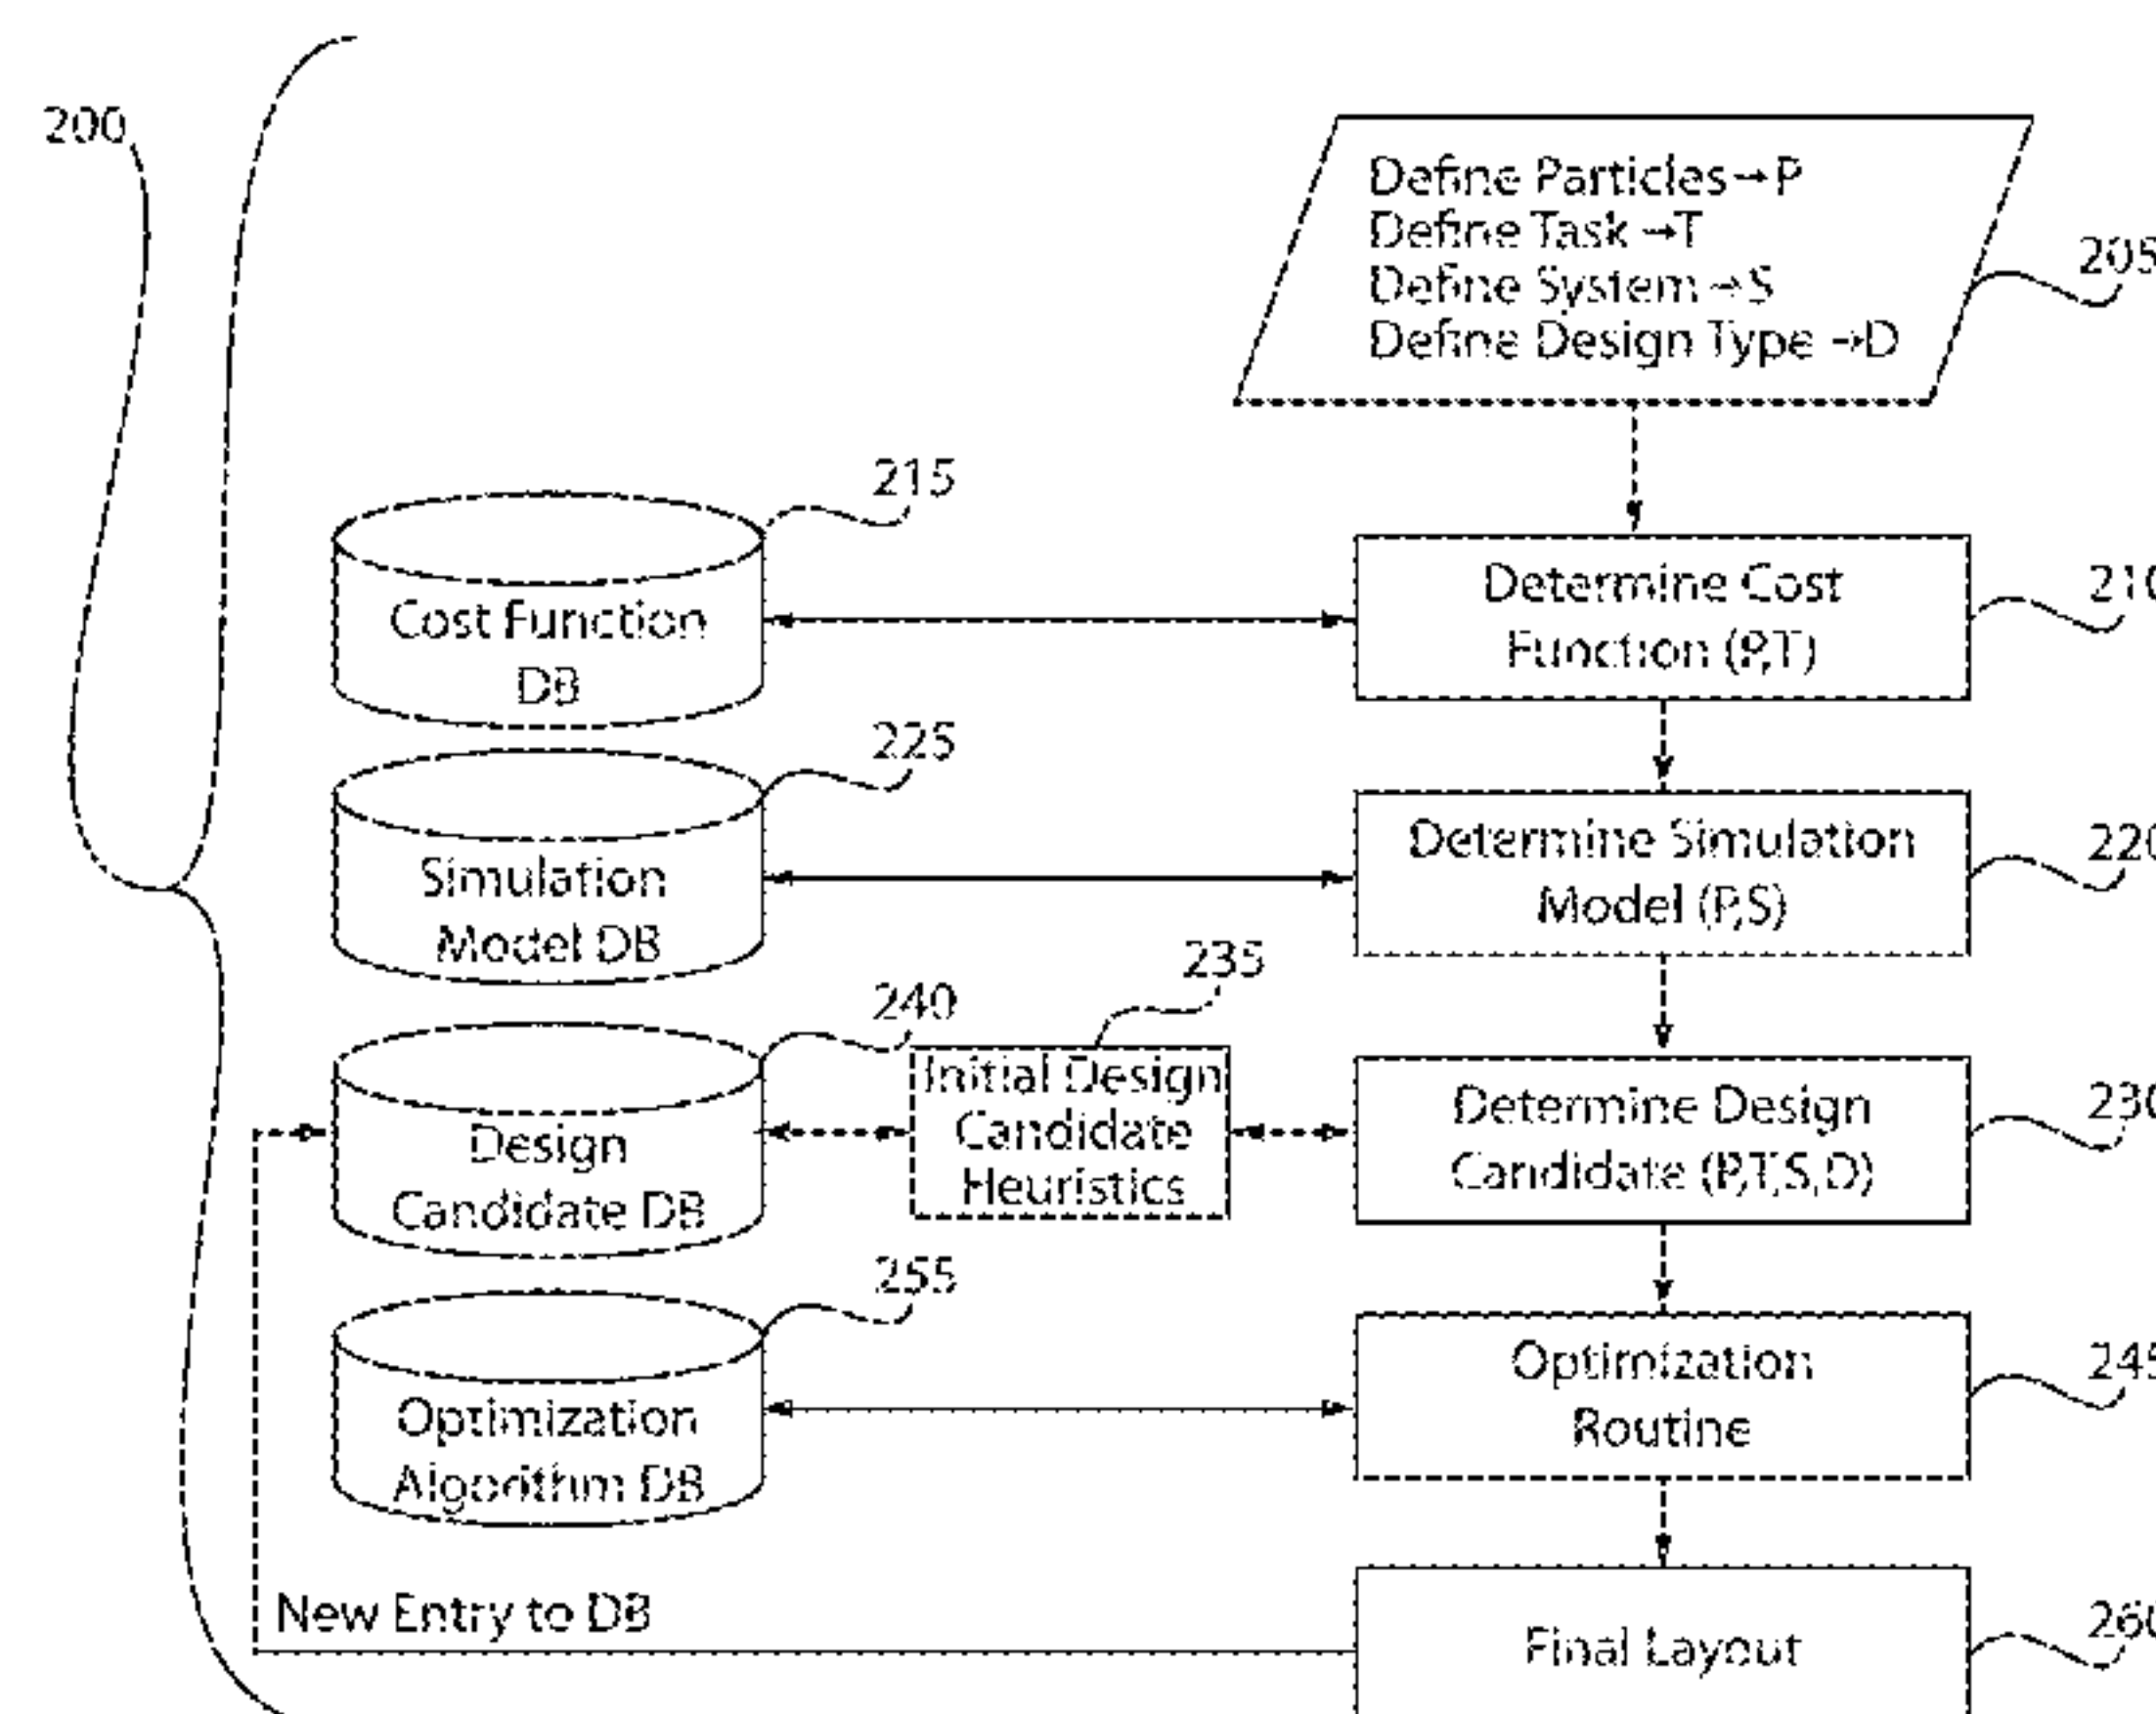 200
Define Particles→P
Define Task →T
Define System →S
Define Design Type →D
205
215
Cost Function
DB
Determine Cost
Function (P,T)
210
225
Simulation
Model DB
Determine Simulation
Model (P,S)
220
235
240
Design
Candidate DB
Initial Design
Candidate
Heuristics
Determine Design
Candidate (P,T,S,D)
230
255
Optimization
Algorithm DB
Optimization
Routine
245
New Entry to DB
Final Layout
260